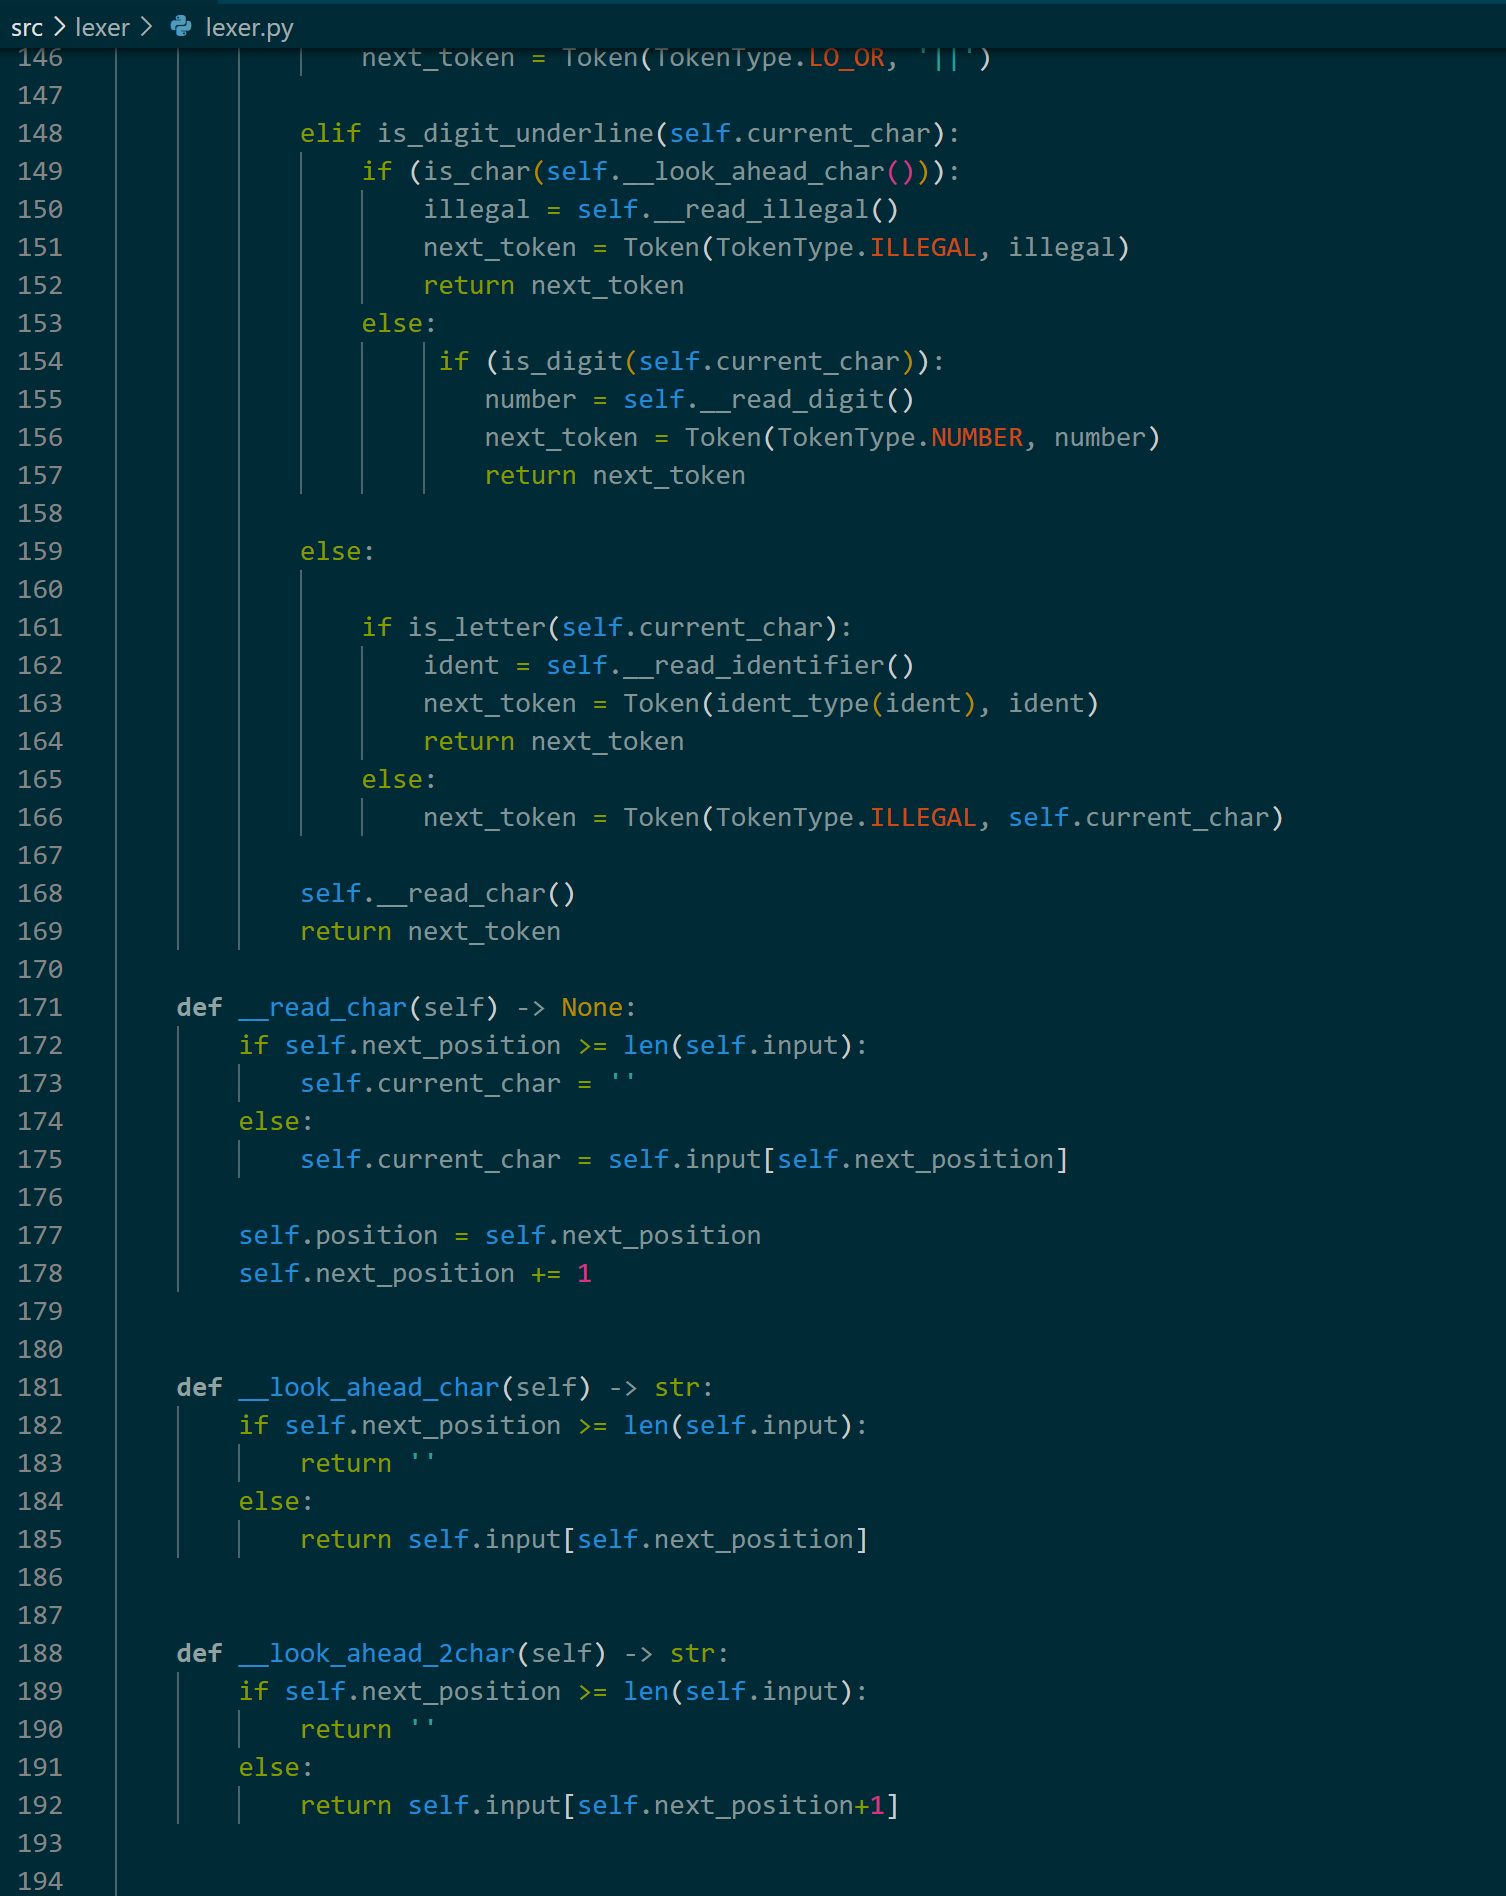 src > lexer > lexer.py
146 next_token = Token(TokenType.LO_OR, '||')
147
148 elif is_digit_underline(self.current_char):
149 if (is_char(self.__look_ahead_char())):
150 illegal = self.__read_illegal()
151 next_token = Token(TokenType.ILLEGAL, illegal)
152 return next_token
153 else:
154 if (is_digit(self.current_char)):
155 number = self.__read_digit()
156 next_token = Token(TokenType.NUMBER, number)
157 return next_token
158
159 else:
160
161 if is_letter(self.current_char):
162 ident = self.__read_identifier()
163 next_token = Token(ident_type(ident), ident)
164 return next_token
165 else:
166 next_token = Token(TokenType.ILLEGAL, self.current_char)
167
168 self.__read_char()
169 return next_token
170
171 def __read_char(self) -> None:
172 if self.next_position >= len(self.input):
173 self.current_char = ''
174 else:
175 self.current_char = self.input[self.next_position]
176
177 self.position = self.next_position
178 self.next_position += 1
179
180
181 def __look_ahead_char(self) -> str:
182 if self.next_position >= len(self.input):
183 return ''
184 else:
185 return self.input[self.next_position]
186
187
188 def __look_ahead_2char(self) -> str:
189 if self.next_position >= len(self.input):
190 return ''
191 else:
192 return self.input[self.next_position+1]
193
194